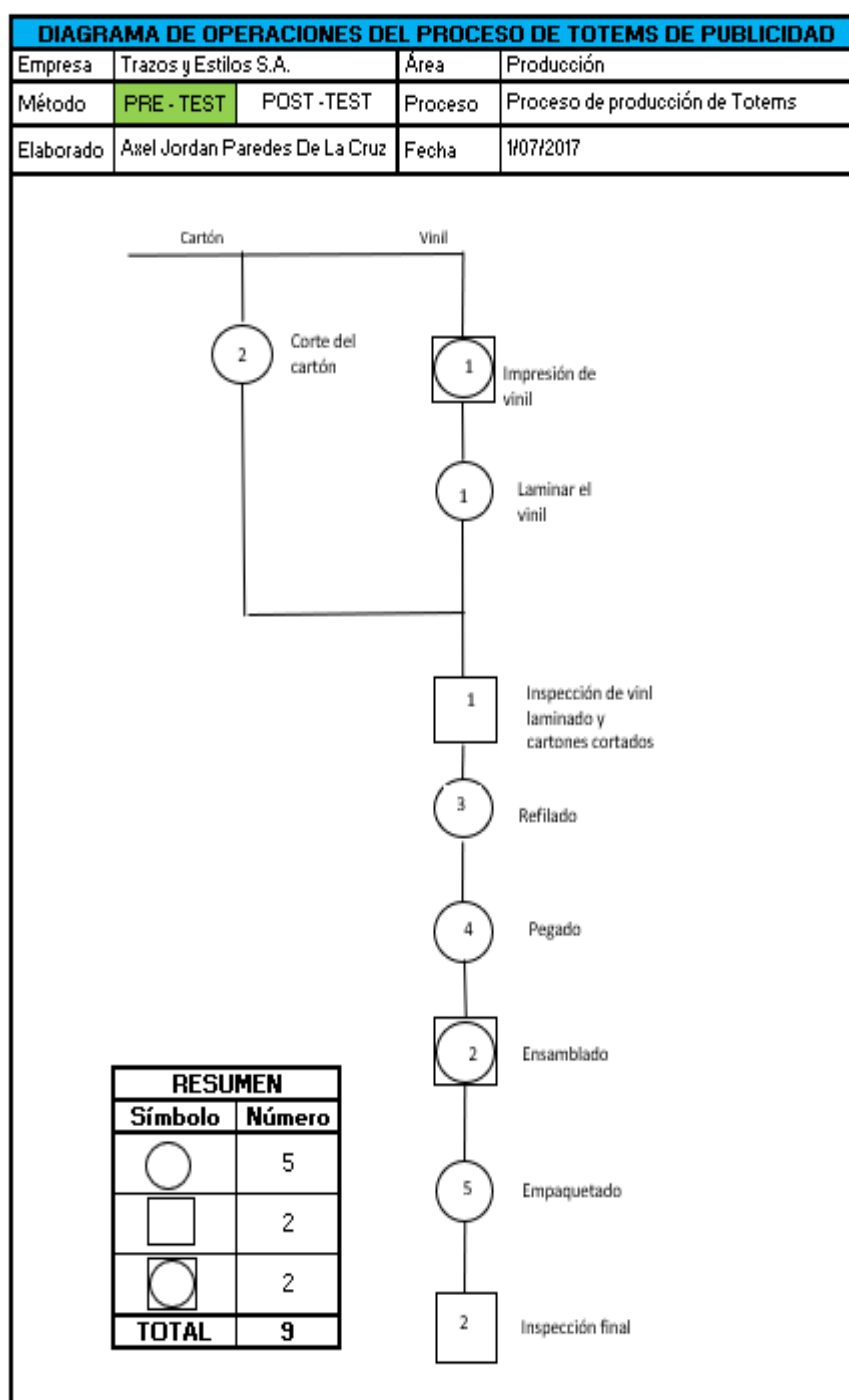 DIAGRAMA DE OPERACIONES DEL PROCESO DE TOTEMS DE PUBLICIDAD
Empresa Trazos y Estilos S.A. Área Producción
Método PRE - TEST POST -TEST Proceso Proceso de producción de Totems
Elaborado Axel Jordan Paredes De La Cruz Fecha 1/07/2017
Cartón Vinil
2 Corte del
cartón
1 Impresión de
vinil
1 Laminar el
vinil
1 Inspección de vinl
laminado y
cartones cortados
3 Refilado
4 Pegado
2 Ensamblado
5 Empaquetado
2 Inspección final
RESUMEN
Símbolo Número
5
2
2
TOTAL 9